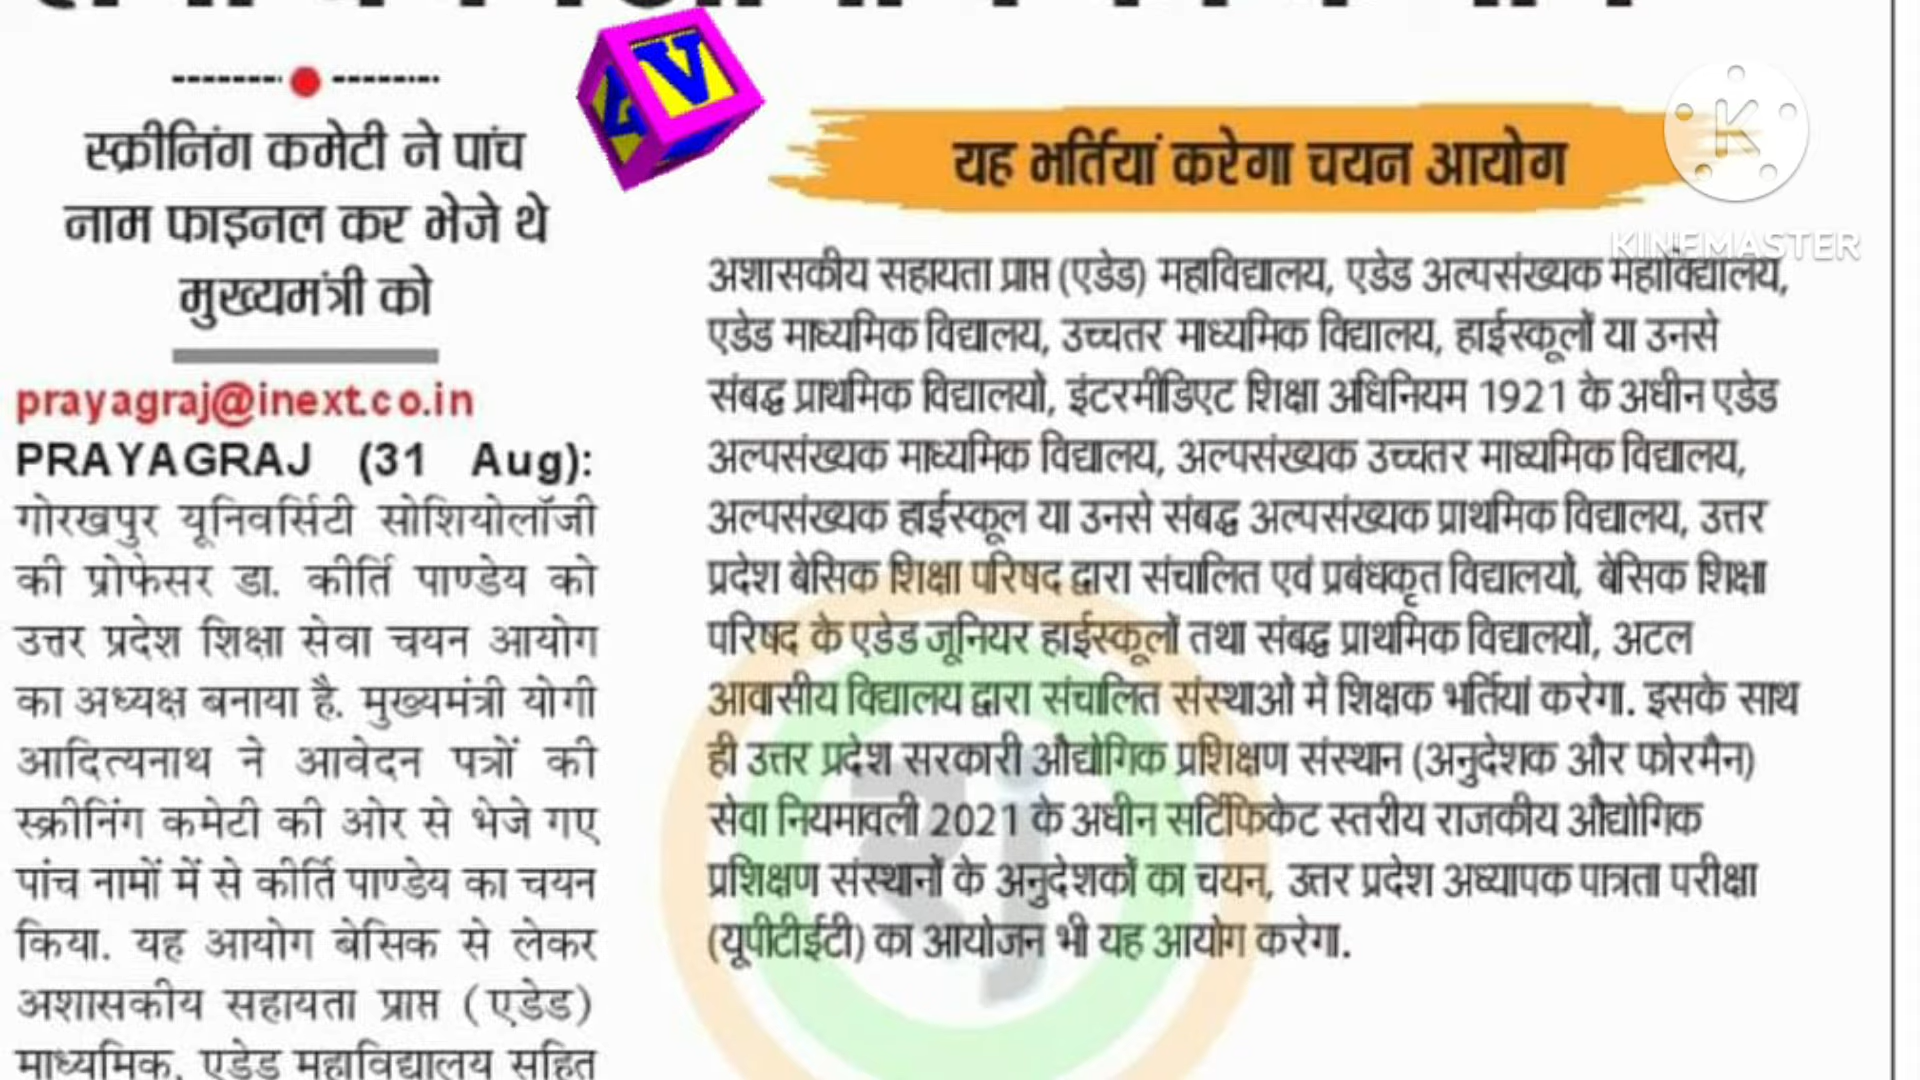 स्क्रीनिंग कमेटी ने पांच
नाम फाइनल कर भेजे थे
मुख्यमंत्री को
prayagraj@inext.co.in
PRAYAGRAJ (31 Aug):
गोरखपुर यूनिवर्सिटी सोशियोलॉजी
की प्रोफेसर डा. कीर्ति पाण्डेय को
उत्तर प्रदेश शिक्षा सेवा चयन आयोग
का अध्यक्ष बनाया है. मुख्यमंत्री योगी
आदित्यनाथ ने आवेदन पत्रों की
स्क्रीनिंग कमेटी की ओर से भेजे गए
पांच नामों में से कीर्ति पाण्डेय का चयन
किया. यह आयोग बेसिक से लेकर
अशासकीय सहायता प्राप्त (एडेड)
माध्यमिक, एडेड महाविद्यालय सहित
V
यह भर्तियां करेगा चयन आयोग
K
KINEMASTER
अशासकीय सहायता प्राप्त (एडेड) महाविद्यालय, एडेड अल्पसंख्यक महाविद्यालय,
एडेड माध्यमिक विद्यालय, उच्चतर माध्यमिक विद्यालय, हाईस्कूलों या उनसे
संबद्ध प्राथमिक विद्यालयों, इंटरमीडिएट शिक्षा अधिनियम 1921 के अधीन एडेड
अल्पसंख्यक माध्यमिक विद्यालय, अल्पसंख्यक उच्चतर माध्यमिक विद्यालय,
अल्पसंख्यक हाईस्कूल या उनसे संबद्ध अल्पसंख्यक प्राथमिक विद्यालय, उत्तर
प्रदेश बेसिक शिक्षा परिषद द्वारा संचालित एवं प्रबंधकृत विद्यालयों, बेसिक शिक्षा
परिषद के एडेड जूनियर हाईस्कूलों तथा संबद्ध प्राथमिक विद्यालयों, अटल
आवासीय विद्यालय द्वारा संचालित संस्थाओं में शिक्षक भर्तियां करेगा. इसके साथ
ही उत्तर प्रदेश सरकारी औद्योगिक प्रशिक्षण संस्थान (अनुदेशक और फोरमैन)
सेवा नियमावली 2021 के अधीन सर्टिफिकेट स्तरीय राजकीय औद्योगिक
प्रशिक्षण संस्थानों के अनुदेशकों का चयन, उत्तर प्रदेश अध्यापक पात्रता परीक्षा
(यूपीटीईटी) का आयोजन भी यह आयोग करेगा.